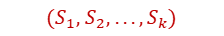 (S₁, S₂, ..., Sₖ)